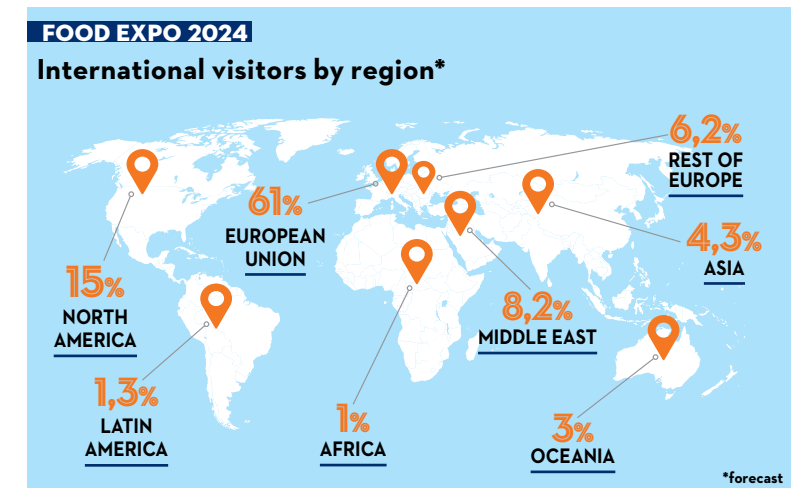 FOOD EXPO 2024
International visitors by region*
6,2%
REST OF
EUROPE
61%
EUROPEAN
UNION
4,3%
ASIA
15%
NORTH
AMERICA
8,2%
MIDDLE EAST
1,3%
LATIN
AMERICA
1%
AFRICA
3%
OCEANIA
*forecast